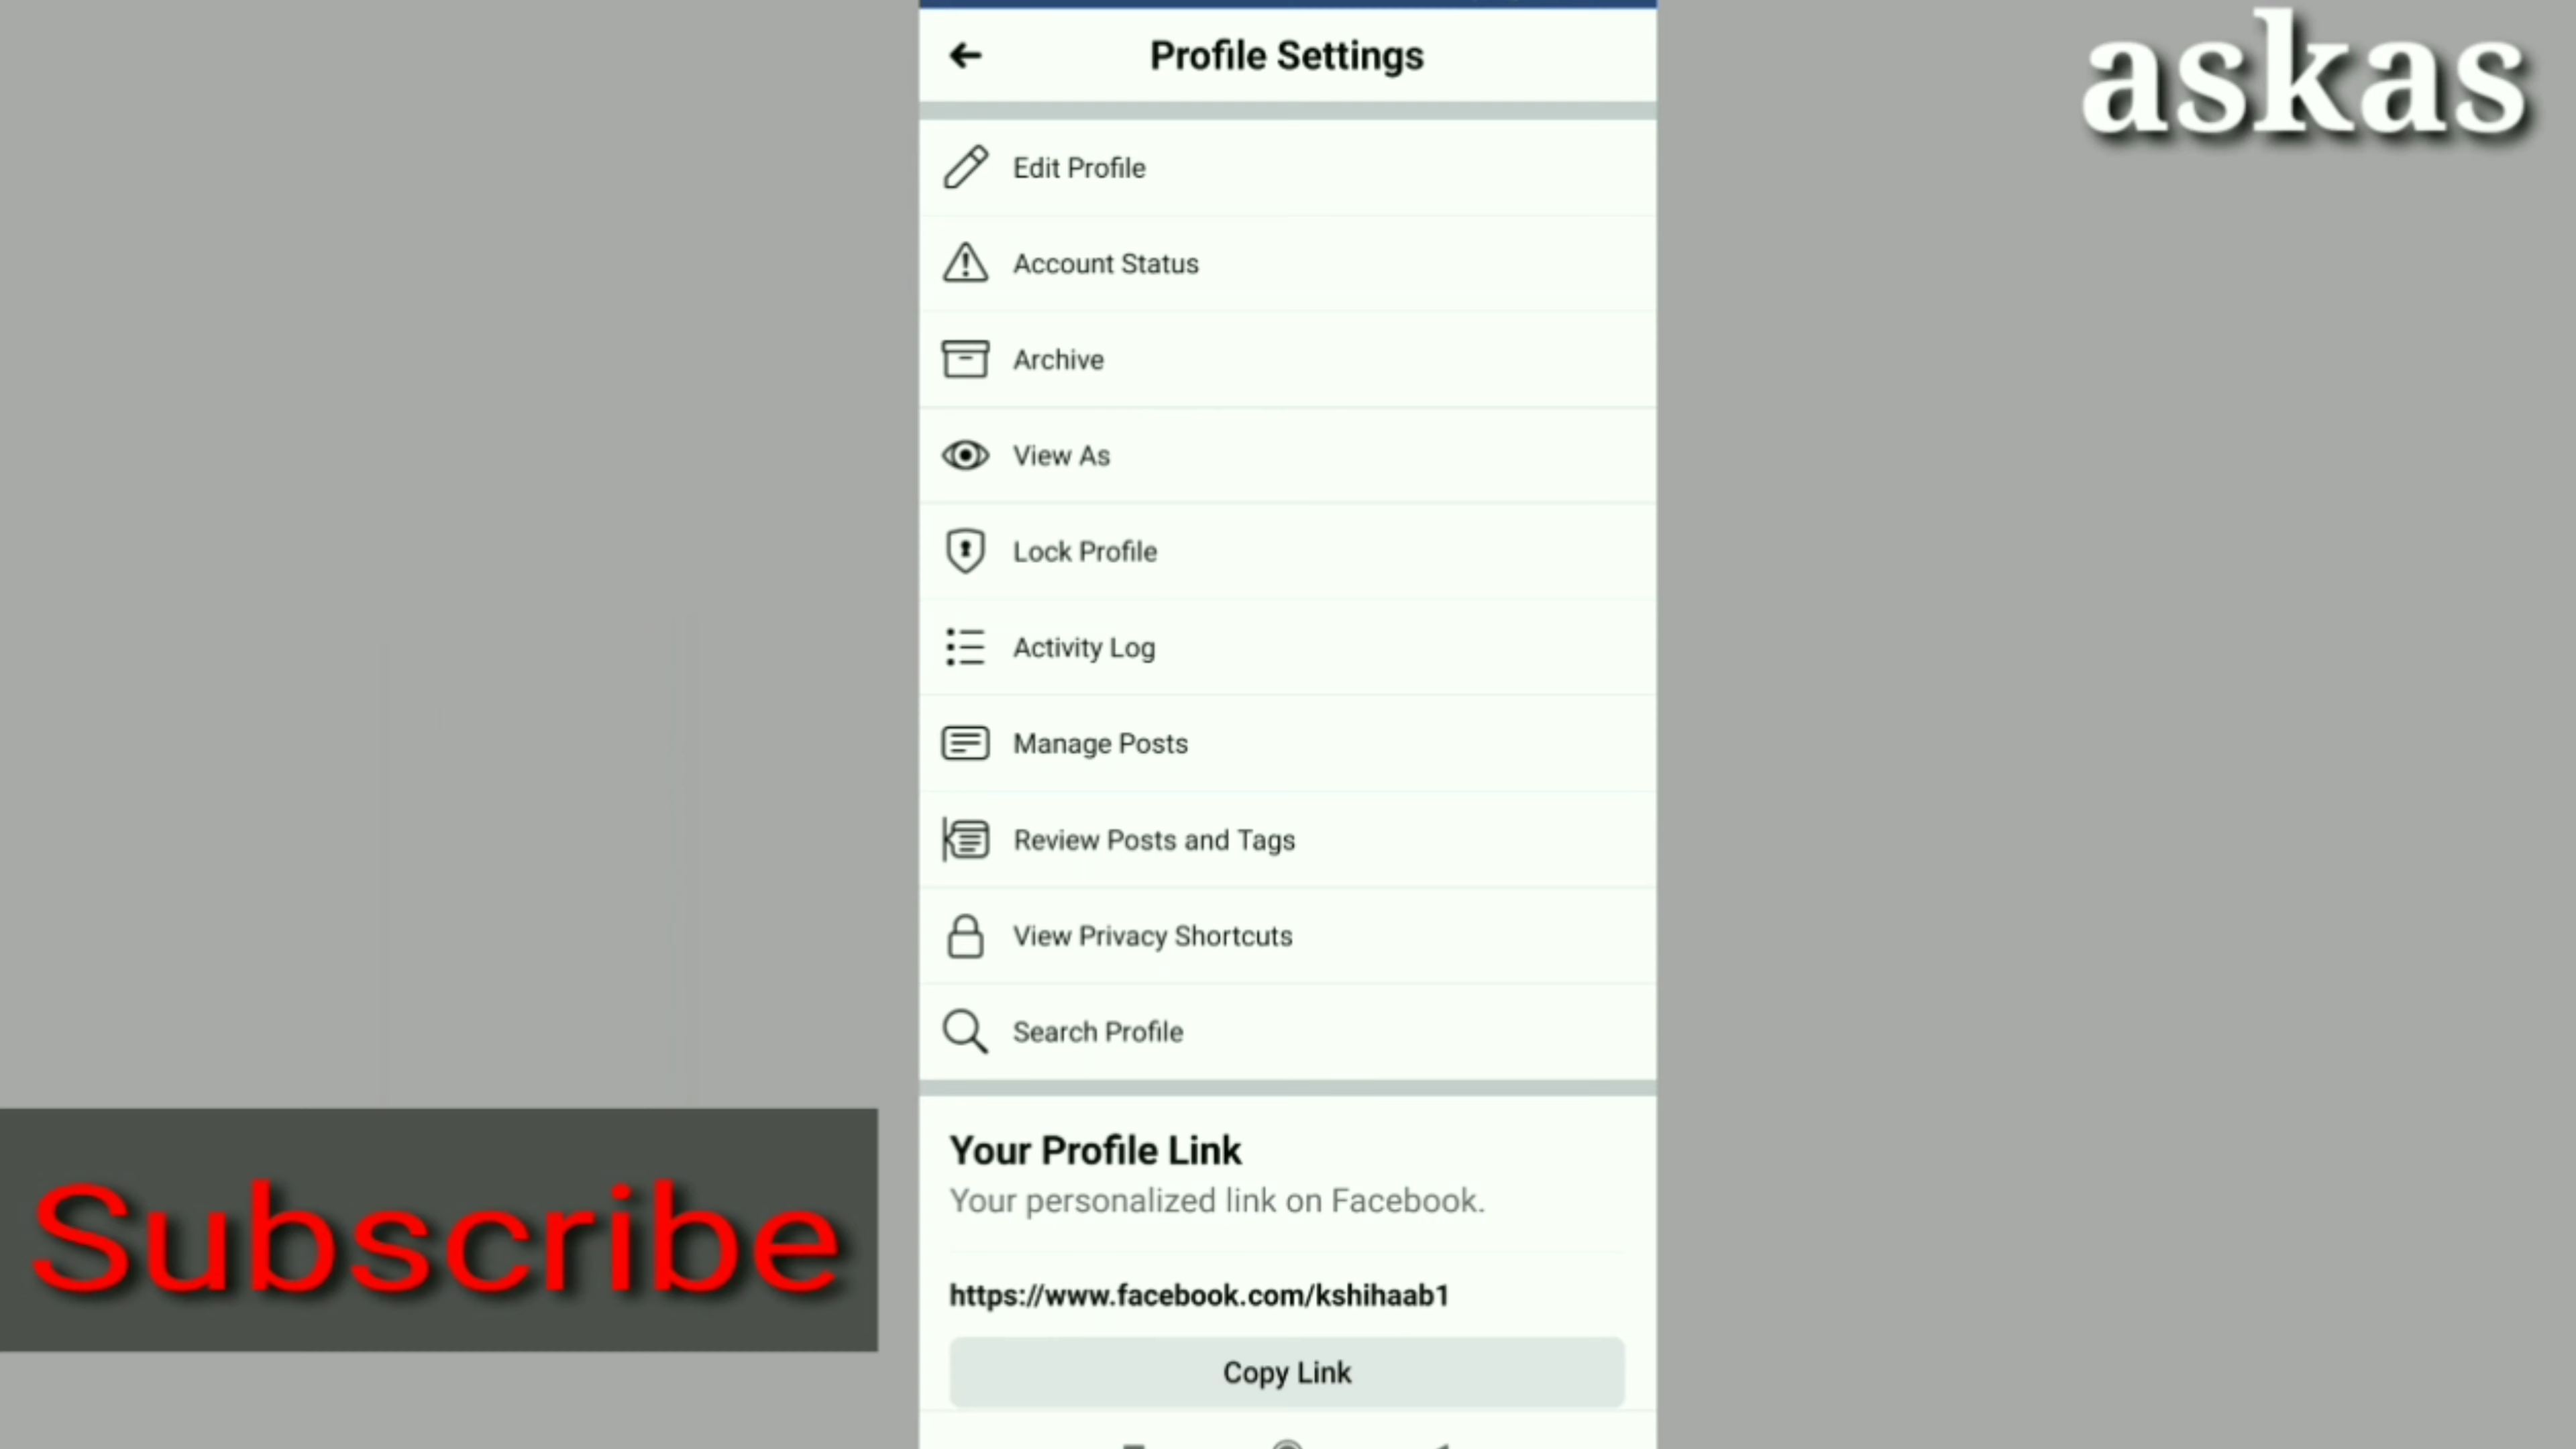 Profile Settings
askas
Edit Profile
Account Status
Archive
View As
Lock Profile
Activity Log
Manage Posts
Review Posts and Tags
View Privacy Shortcuts
Search Profile
Your Profile Link
Your personalized link on Facebook.
Subscribe
https://www.facebook.com/kshihaab1
Copy Link